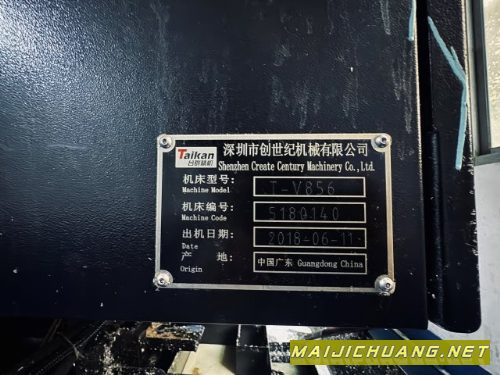 Taikan
台群精机
深圳市创世纪机械有限公司
Shenzhen Create Century Machinery Co.,Ltd.
机床型号:
Machine Model
T-V856
机床编号:
Machine Code
5180140
出机日期:
Date
2018-06-11
产 地:
Origin
中国广东 Guangdong China
MAIJICHUANG.NET